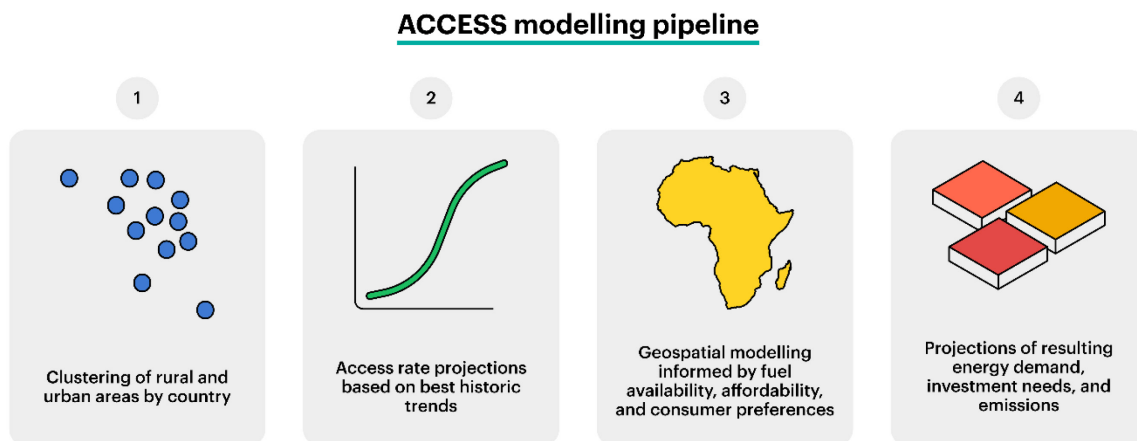 ACCESS modelling pipeline
1
2
3
4
Clustering of rural and
urban areas by country
Access rate projections
based on best historic
trends
Geospatial modelling
informed by fuel
availability, affordability,
and consumer preferences
Projections of resulting
energy demand,
investment needs, and
emissions